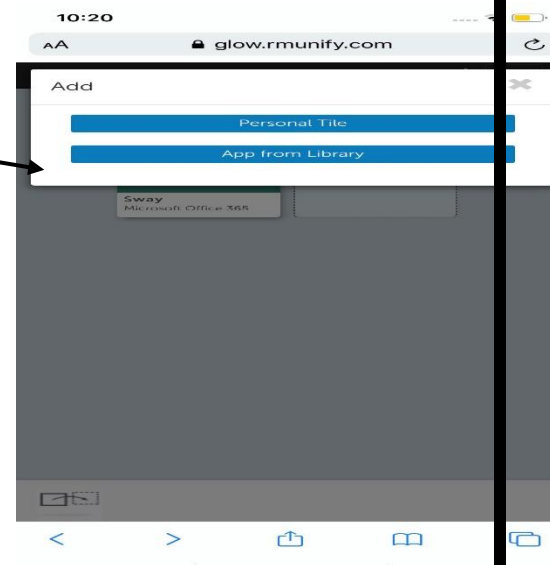 10:20
AA glow.rmunify.com
Add
Personal Tile
App from Library
Sway
Microsoft Office 365